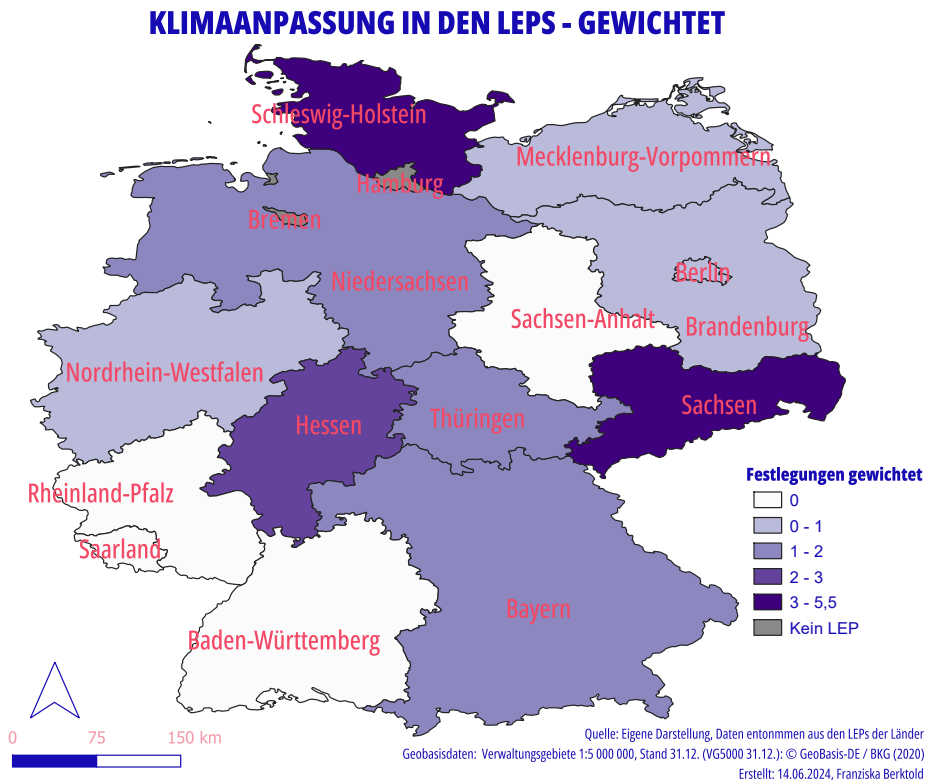 KLIMAANPASSUNG IN DEN LEPS - GEWICHTET
Schleswig-Holstein
Mecklenburg-Vorpommern
Hamburg
Bremen
Berlin
Niedersachsen
Sachsen-Anhalt
Brandenburg
Nordrhein-Westfalen
Sachsen
Hessen
Thüringen
Rheinland-Pfalz
Saarland
Bayern
Baden-Württemberg
Festlegungen gewichtet
0
0 - 1
1 - 2
2 - 3
3 - 5,5
Kein LEP
0 75 150 km
Quelle: Eigene Darstellung, Daten entonmmen aus den LEPs der Länder
Geobasisdaten: Verwaltungsgebiete 1:5 000 000, Stand 31.12. (VG5000 31.12.): © GeoBasis-DE / BKG (2020)
Erstellt: 14.06.2024, Franziska Berktold